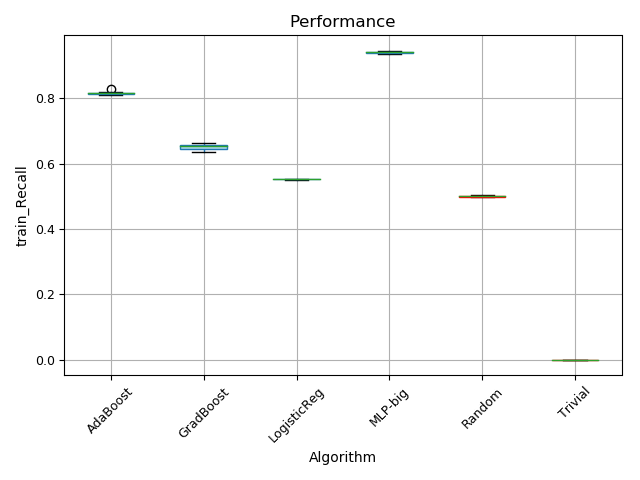 Performance
train_Recall
0.8
0.6
0.4
0.2
0.0
AdaBoost
GradBoost
LogisticReg
MLP-big
Random
Trivial
Algorithm